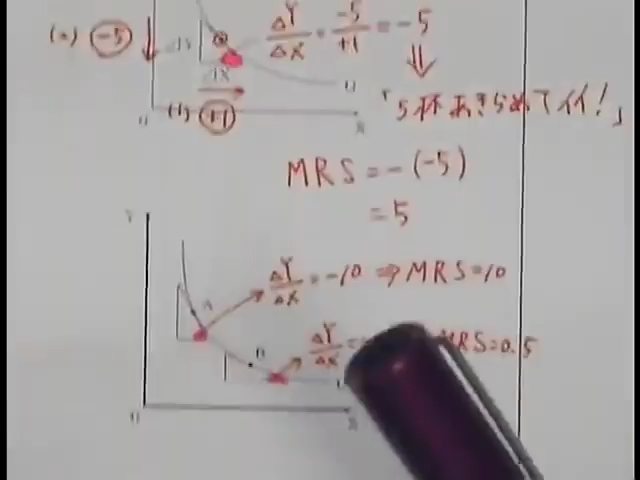 (-) -5 ΔY ΔY/ΔX = -5/+1 = -5
ΔX U
0 (+) +1 X
「5杯あきらめてイイ!」
MRS = -(-5)
= 5
Y
A ΔY/ΔX = -10 ⇒ MRS = 10
B ΔY/ΔX = MRS = 0.5
0 X